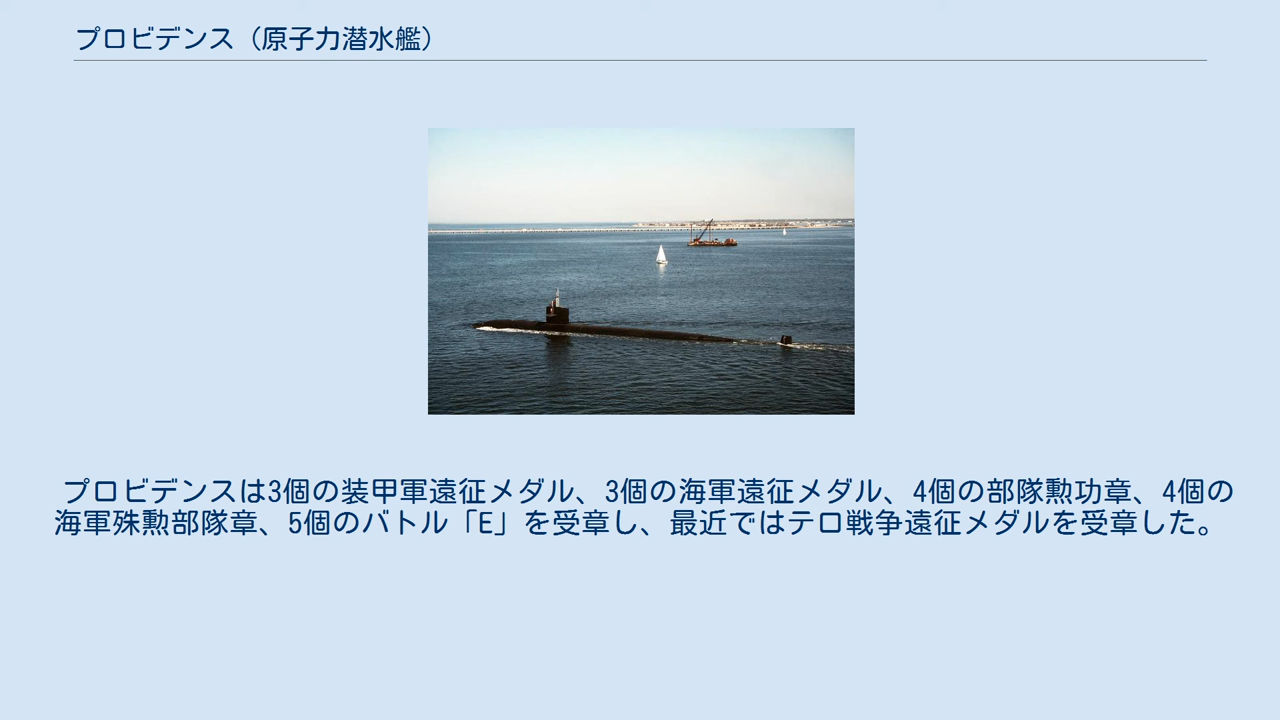 プロビデンス（原子力潜水艦）
プロビデンスは3個の装甲軍遠征メダル、3個の海軍遠征メダル、4個の部隊勲功章、4個の
海軍殊勲部隊章、5個のバトル「E」を受章し、最近ではテロ戦争遠征メダルを受章した。